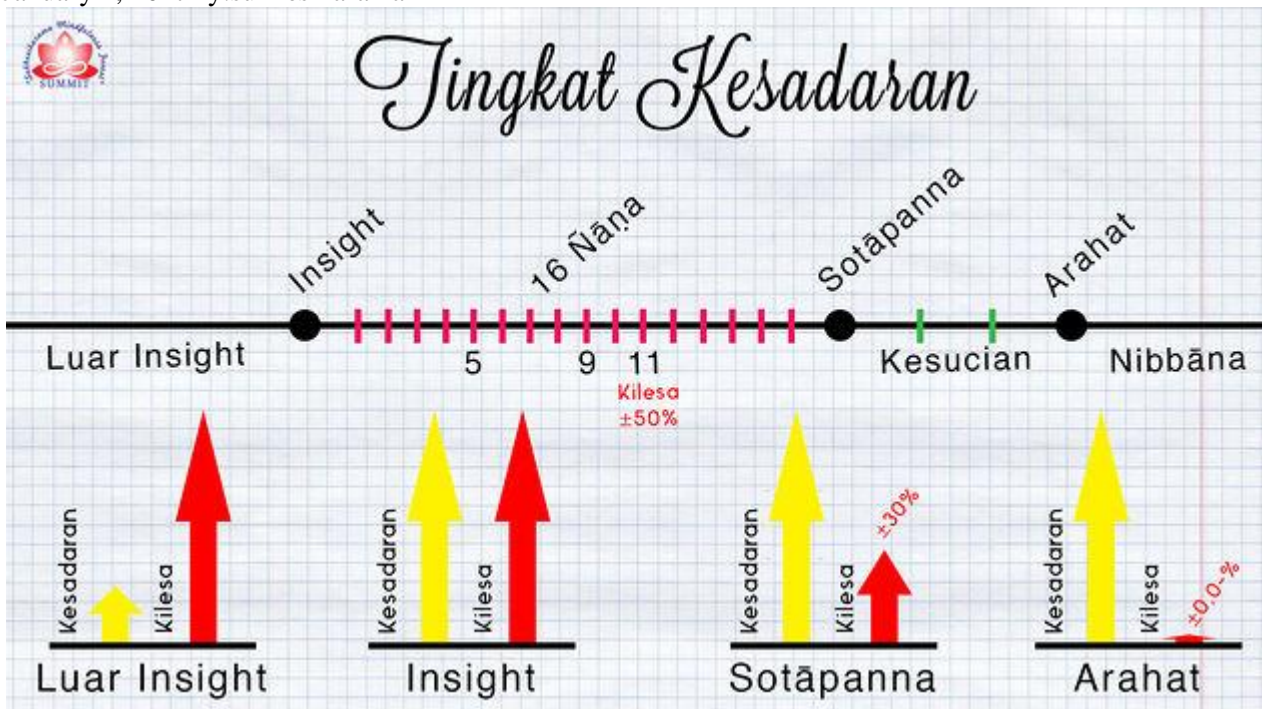 SUMMIT
Tingkat Kesadaran
Insight
16 Ñāṇa
Sotāpanna
Arahat
Luar Insight
5 9 11
Kesucian
Nibbāna
Kilesa
±50%
Kesadaran
Kilesa
Luar Insight
Kesadaran
Kilesa
Insight
Kesadaran
Kilesa
±30%
Sotāpanna
Kesadaran
Kilesa
±0,0-%
Arahat